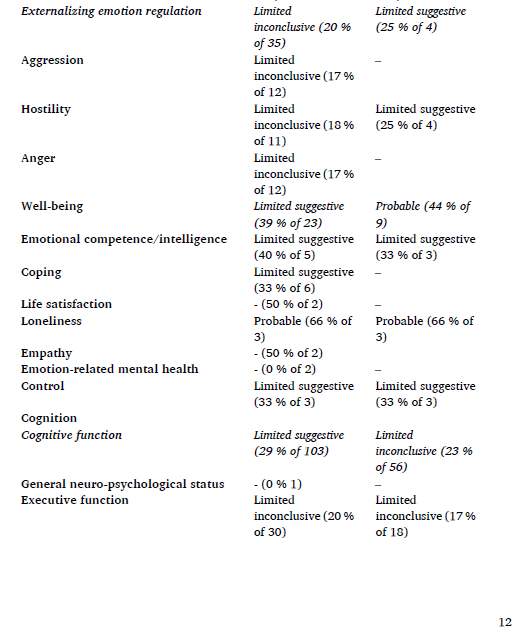 Externalizing emotion regulation Limited Limited suggestive
inconclusive (20 % (25 % of 4)
of 35)
Aggression Limited –
inconclusive (17 %
of 12)
Hostility Limited Limited suggestive
inconclusive (18 % (25 % of 4)
of 11)
Anger Limited –
inconclusive (17 %
of 12)
Well-being Limited suggestive Probable (44 % of
(39 % of 23) 9)
Emotional competence/intelligence Limited suggestive Limited suggestive
(40 % of 5) (33 % of 3)
Coping Limited suggestive –
(33 % of 6)
Life satisfaction - (50 % of 2) –
Loneliness Probable (66 % of Probable (66 % of
3) 3)
Empathy - (50 % of 2)
Emotion-related mental health - (0 % of 2) –
Control Limited suggestive Limited suggestive
(33 % of 3) (33 % of 3)
Cognition
Cognitive function Limited suggestive Limited
(29 % of 103) inconclusive (23 %
of 56)
General neuro-psychological status - (0 % 1) –
Executive function Limited Limited
inconclusive (20 % inconclusive (17 %
of 30) of 18)
12